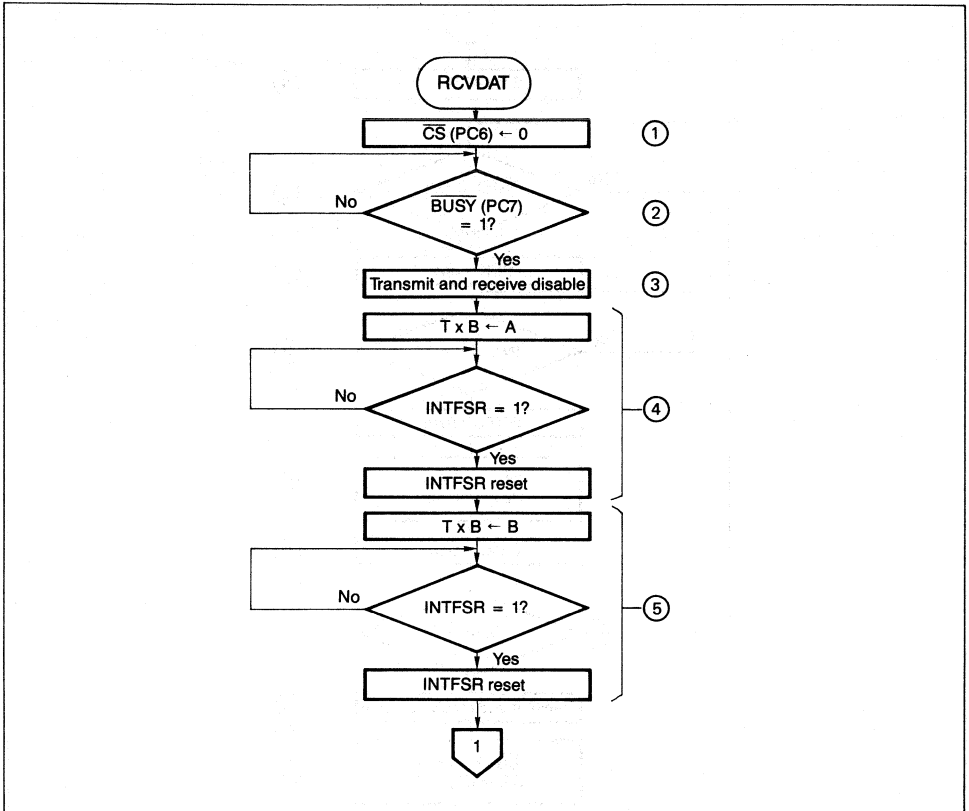 RCVDAT
CS (PC6) ← 0
①
No
BUSY (PC7)
= 1?
②
Yes
Transmit and receive disable
③
T x B ← A
No
INTFSR = 1?
④
Yes
INTFSR reset
T x B ← B
No
INTFSR = 1?
⑤
Yes
INTFSR reset
1